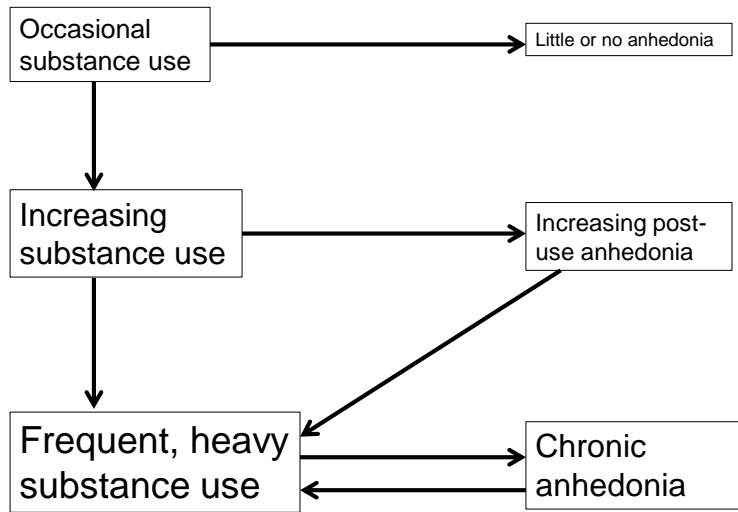 Occasional
substance use
Little or no anhedonia
Increasing
substance use
Increasing post-
use anhedonia
Frequent, heavy
substance use
Chronic
anhedonia